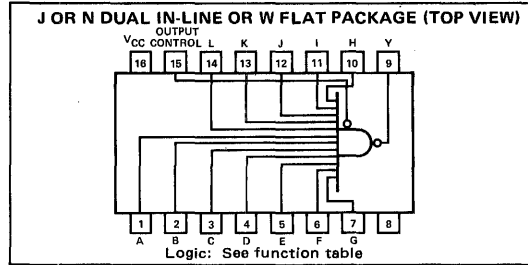 J OR N DUAL IN-LINE OR W FLAT PACKAGE (TOP VIEW)
OUTPUT
VCC CONTROL L K J I H Y
16 15 14 13 12 11 10 9
1 2 3 4 5 6 7 8
A B C D E F G
Logic: See function table